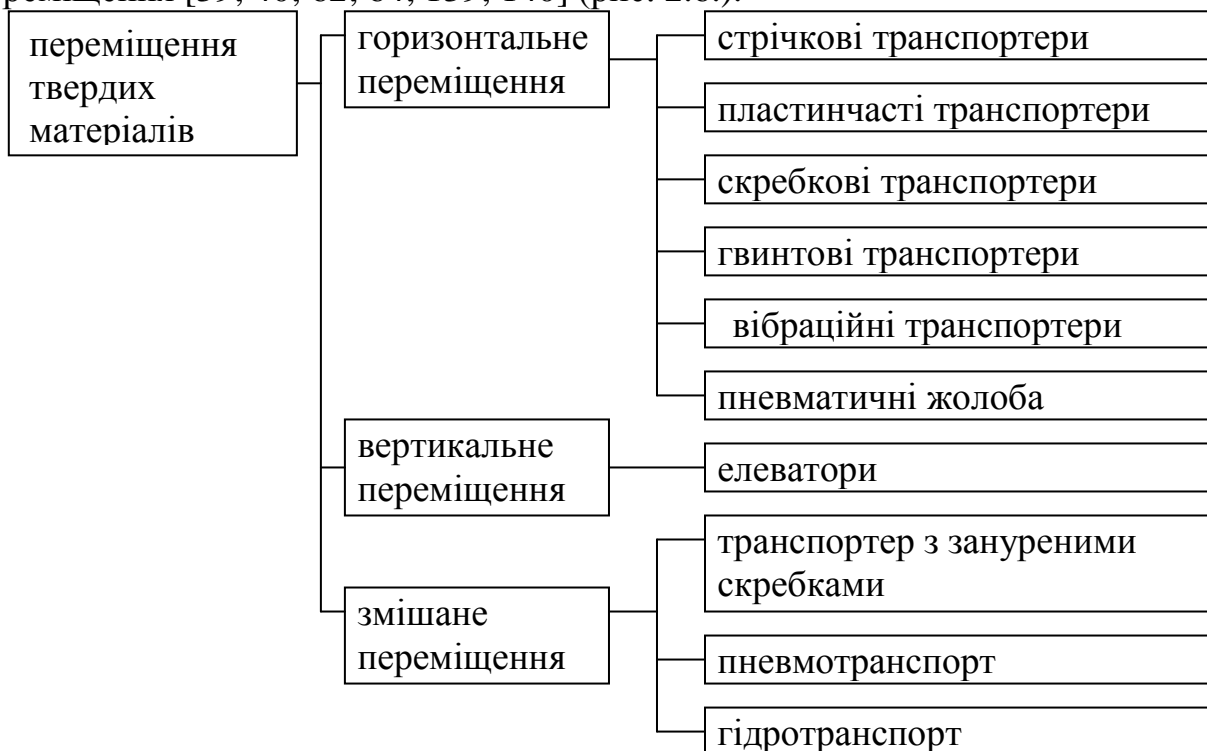 переміщення
твердих
матеріалів
горизонтальне
переміщення
стрічкові транспортери
пластинчасті транспортери
скребкові транспортери
гвинтові транспортери
вібраційні транспортери
пневматичні жолоба
вертикальне
переміщення
елеватори
змішане
переміщення
транспортер з зануреними
скребками
пневмотранспорт
гідротранспорт